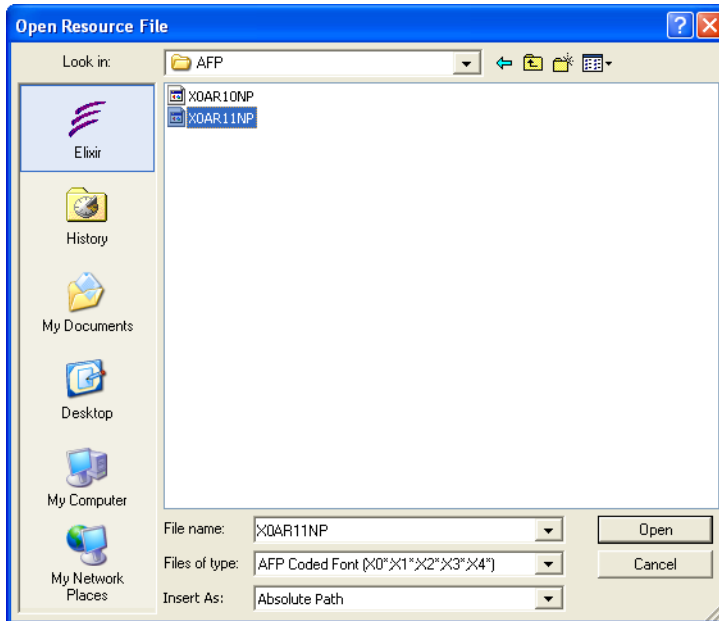 Open Resource File
Look in: AFP
X0AR10NP
X0AR11NP
Elixir
History
My Documents
Desktop
My Computer
My Network
Places
File name: X0AR11NP Open
Files of type: AFP Coded Font (X0*;X1*;X2*;X3*;X4*) Cancel
Insert As: Absolute Path